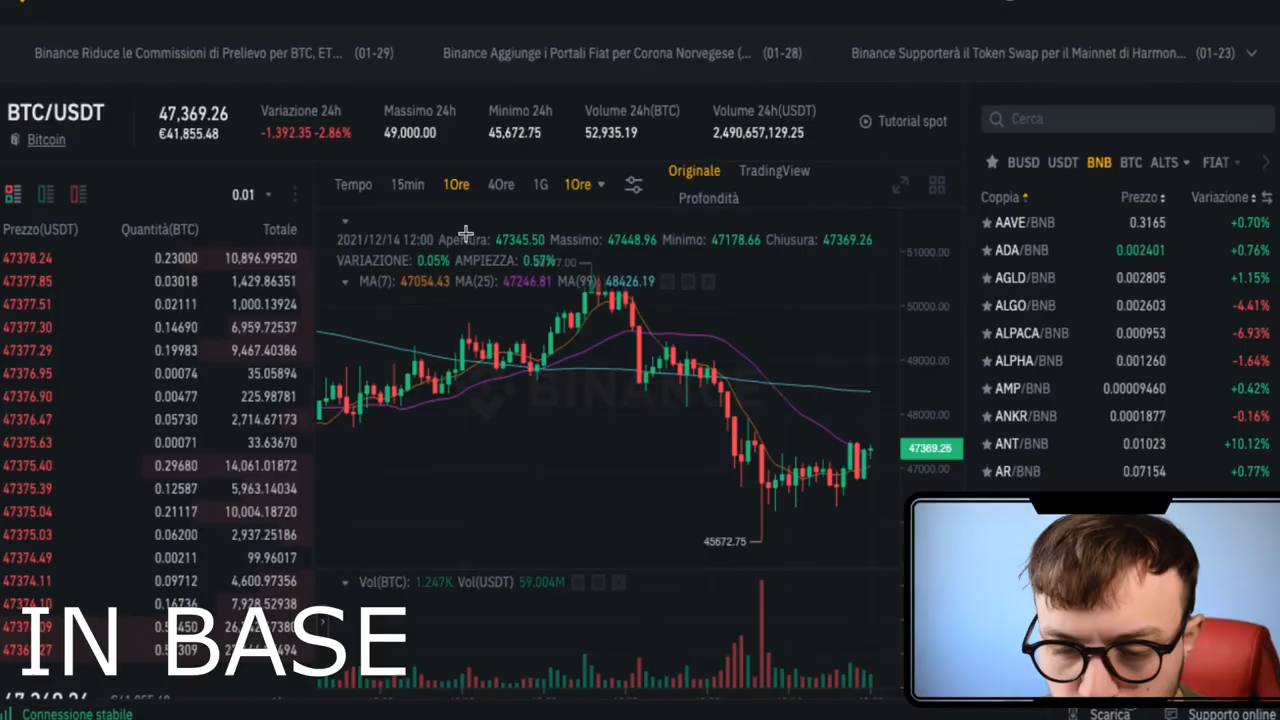 Binance Riduce le Commissioni di Prelievo per BTC, ET... (01-29) Binance Aggiunge i Portali Fiat per Corona Norvegese (... (01-28) Binance Supporterà il Token Swap per il Mainnet di Harmon... (01-23)
BTC/USDT
Bitcoin
47,369.26
€41,855.48
Variazione 24h
-1,392.35 -2.86%
Massimo 24h
49,000.00
Minimo 24h
45,672.75
Volume 24h(BTC)
52,935.19
Volume 24h(USDT)
2,490,657,129.25
Tutorial spot
0.01
Prezzo(USDT) Quantità(BTC) Totale
47378.24 0.23000 10,896.99520
47377.85 0.03018 1,429.86351
47377.51 0.02111 1,000.13924
47377.30 0.14690 6,959.72537
47377.29 0.19983 9,467.40386
47376.95 0.00074 35.05894
47376.90 0.00477 225.98781
47376.47 0.05730 2,714.67173
47375.63 0.00071 33.63670
47375.40 0.29680 14,061.01872
47375.39 0.12587 5,963.14034
47375.04 0.21117 10,004.18720
47375.03 0.06200 2,937.25186
47374.49 0.00211 99.96017
47374.11 0.09712 4,600.97356
47374.10 0.16736 7,928.52938
IN BASE
Connessione stabile
Tempo 15min 1Ore 4Ore 1G 1Ore
Originale TradingView
Profondità
2021/12/14 12:00 Apertura: 47345.50 Massimo: 47448.96 Minimo: 47178.66 Chiusura: 47369.26
VARIAZIONE: 0.05% AMPIEZZA: 0.57%
MA(7): 47054.43 MA(25): 47246.81 MA(99): 48426.19
51000.00
50000.00
49000.00
48000.00
47369.26
47000.00
BINANCE
45672.75
Vol(BTC): 1.247K Vol(USDT) 59.004M
Cerca
BUSD USDT BNB BTC ALTS FIAT
Coppia Prezzo Variazione
AAVE/BNB 0.3165 +0.70%
ADA/BNB 0.002401 +0.76%
AGLD/BNB 0.002805 +1.15%
ALGO/BNB 0.002603 -4.41%
ALPACA/BNB 0.000953 -6.93%
ALPHA/BNB 0.001260 -1.64%
AMP/BNB 0.00009460 +0.42%
ANKR/BNB 0.0001877 -0.16%
ANT/BNB 0.01023 +10.12%
AR/BNB 0.07154 +0.77%
Scarica Supporto online